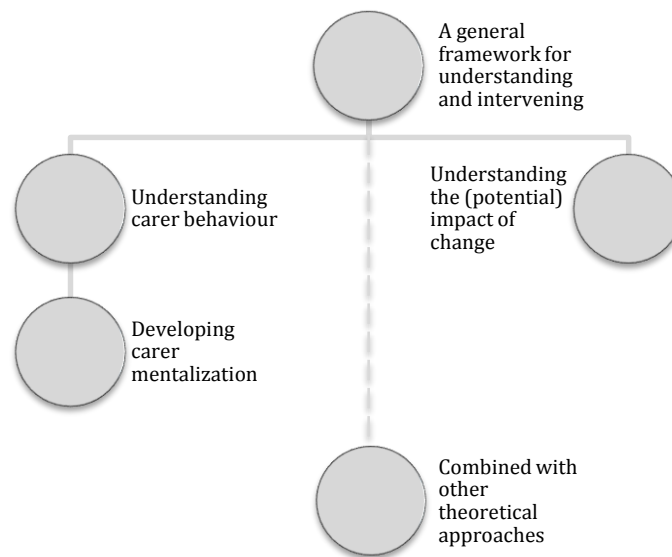 A general
framework for
understanding
and intervening
Understanding
carer behaviour
Understanding
the (potential)
impact of
change
Developing
carer
mentalization
Combined with
other
theoretical
approaches